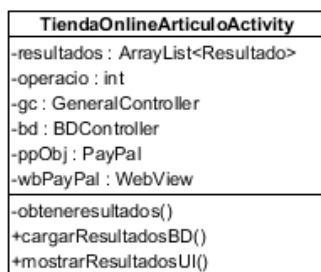 TiendaOnlineArticuloActivity
-resultados : ArrayList<Resultado>
-operacio : int
-gc : GeneralController
-bd : BDController
-ppObj : PayPal
-wbPayPal : WebView
-obteneresultados()
+cargarResultadosBD()
+mostrarResultadosUI()